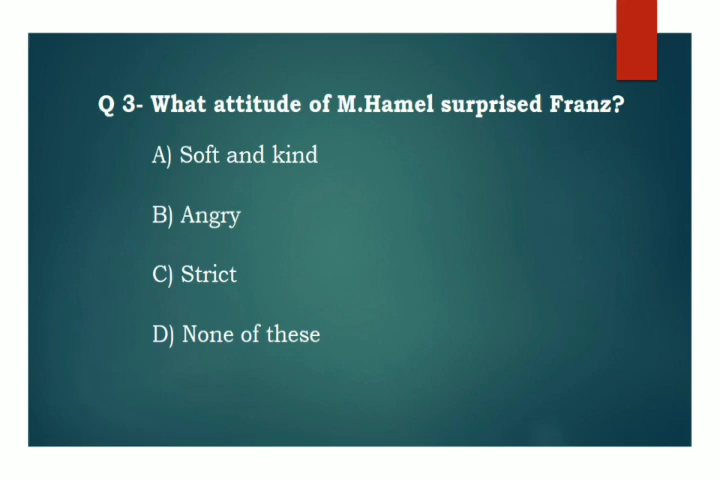 Q 3- What attitude of M.Hamel surprised Franz?
A) Soft and kind
B) Angry
C) Strict
D) None of these